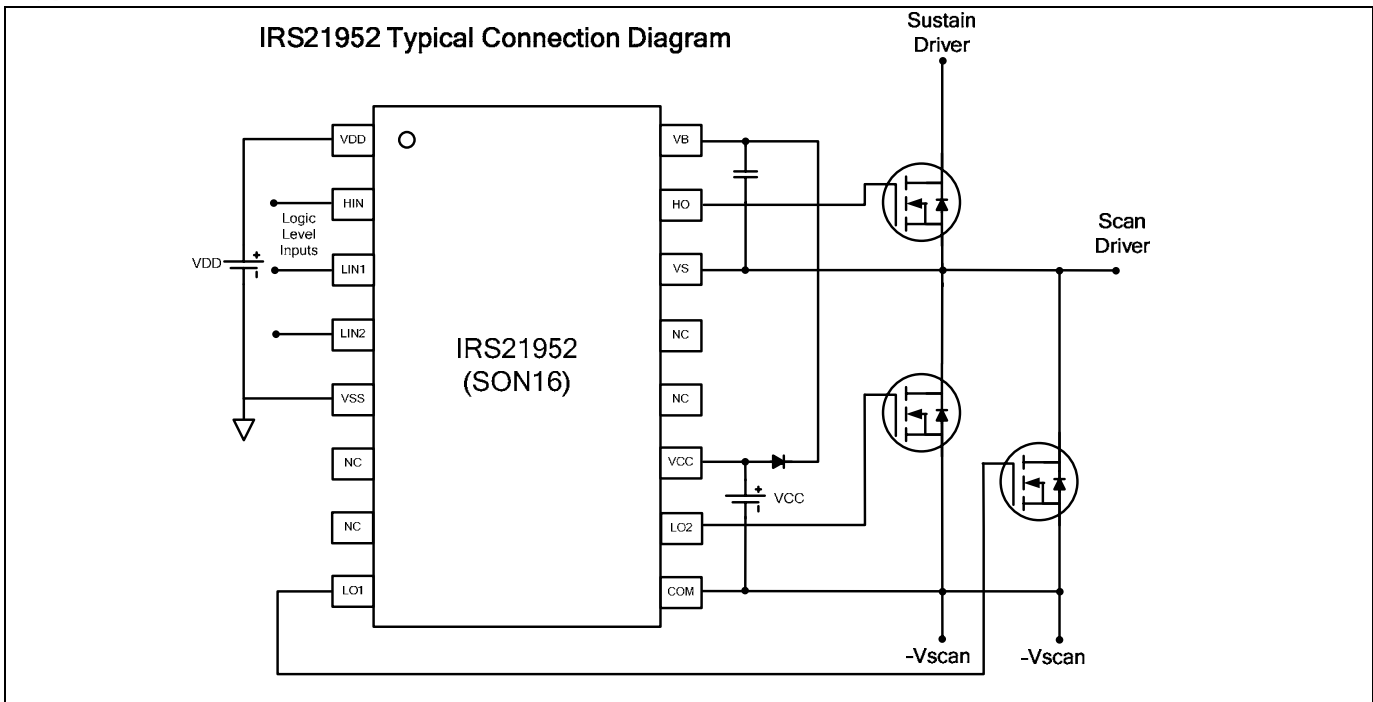 IRS21952 Typical Connection Diagram
Sustain
Driver
VDD
VB
HIN
HO
Logic
Level
Inputs
Scan
Driver
VDD
+
-
LIN1
VS
LIN2
NC
IRS21952
(SON16)
VSS
NC
NC
VCC
+
-
VCC
NC
LO2
LO1
COM
-Vscan
-Vscan